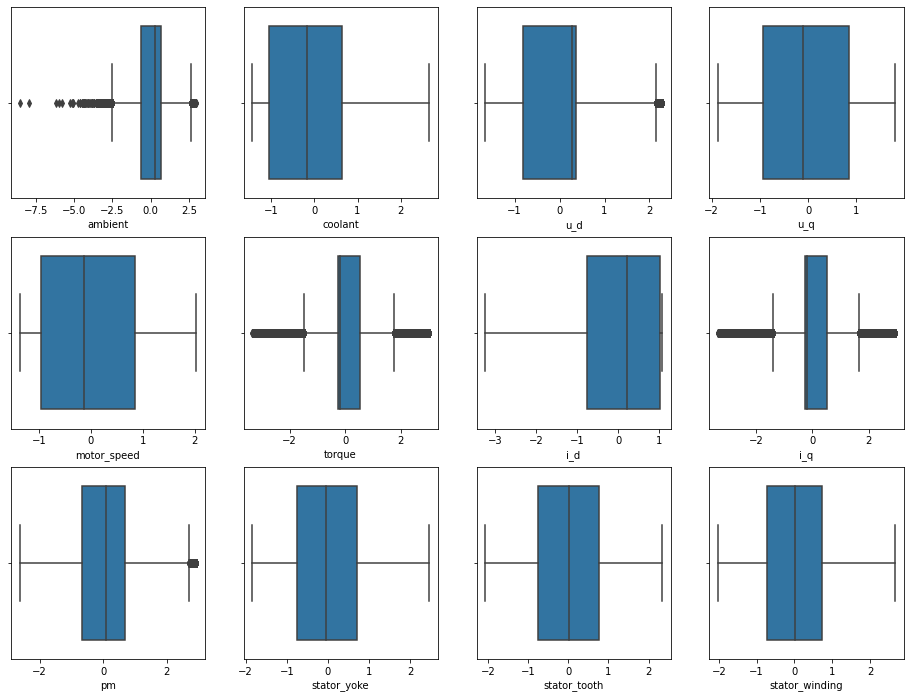 −7.5 −5.0 −2.5 0.0 2.5
ambient
−1 0 1 2
coolant
−1 0 1 2
u_d
−2 −1 0 1
u_q
−1 0 1 2
motor_speed
−2 0 2
torque
−3 −2 −1 0 1
i_d
−2 0 2
i_q
−2 0 2
pm
−2 −1 0 1 2
stator_yoke
−2 −1 0 1 2
stator_tooth
−2 −1 0 1 2
stator_winding